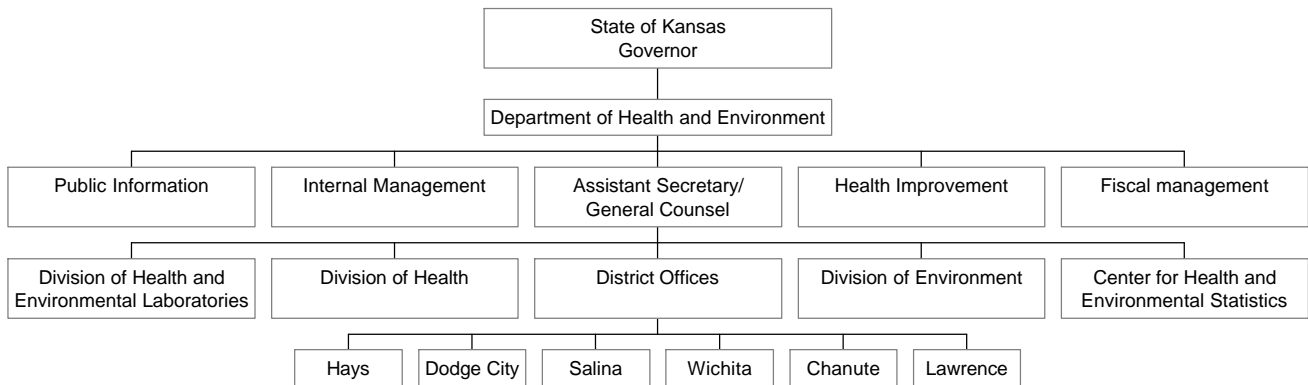 State of Kansas
Governor
Department of Health and Environment
Public Information
Internal Management
Assistant Secretary/
General Counsel
Health Improvement
Fiscal management
Division of Health and
Environmental Laboratories
Division of Health
District Offices
Division of Environment
Center for Health and
Environmental Statistics
Hays
Dodge City
Salina
Wichita
Chanute
Lawrence